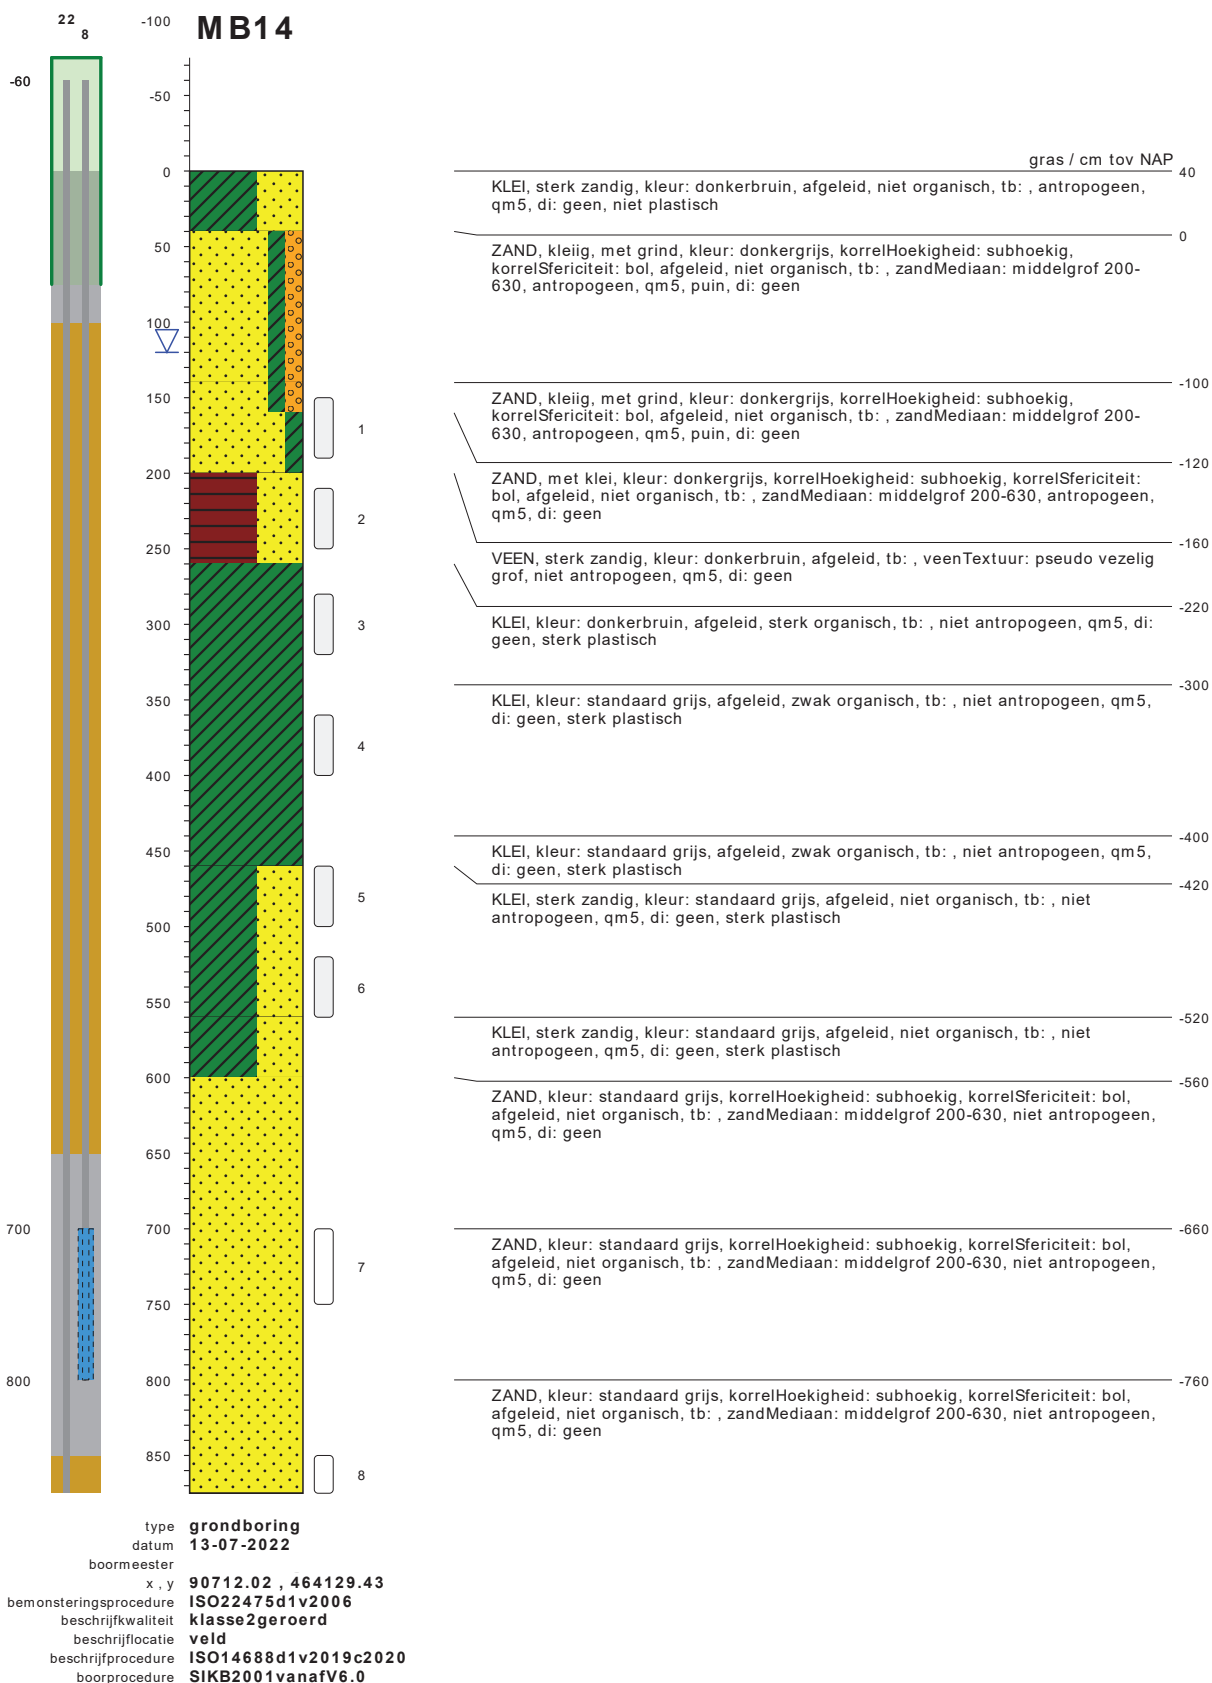 22
8
-100
MB14
-60
-50
gras / cm tov NAP
0
40
KLEI, sterk zandig, kleur: donkerbruin, afgeleid, niet organisch, tb: , antropogeen,
qm5, di: geen, niet plastisch
0
50
ZAND, kleiig, met grind, kleur: donkergrijs, korrelHoekigheid: subhoekig,
korrelSfericiteit: bol, afgeleid, niet organisch, tb: , zandMediaan: middelgrof 200-
630, antropogeen, qm5, puin, di: geen
100
-100
150
ZAND, kleiig, met grind, kleur: donkergrijs, korrelHoekigheid: subhoekig,
korrelSfericiteit: bol, afgeleid, niet organisch, tb: , zandMediaan: middelgrof 200-
630, antropogeen, qm5, puin, di: geen
1
-120
200
ZAND, met klei, kleur: donkergrijs, korrelHoekigheid: subhoekig, korrelSfericiteit:
bol, afgeleid, niet organisch, tb: , zandMediaan: middelgrof 200-630, antropogeen,
qm5, di: geen
2
-160
250
VEEN, sterk zandig, kleur: donkerbruin, afgeleid, tb: , veenTextuur: pseudo vezelig
grof, niet antropogeen, qm5, di: geen
-220
300
3
KLEI, kleur: donkerbruin, afgeleid, sterk organisch, tb: , niet antropogeen, qm5, di:
geen, sterk plastisch
-300
350
KLEI, kleur: standaard grijs, afgeleid, zwak organisch, tb: , niet antropogeen, qm5,
di: geen, sterk plastisch
4
400
-400
450
KLEI, kleur: standaard grijs, afgeleid, zwak organisch, tb: , niet antropogeen, qm5,
di: geen, sterk plastisch
-420
5
KLEI, sterk zandig, kleur: standaard grijs, afgeleid, niet organisch, tb: , niet
antropogeen, qm5, di: geen, sterk plastisch
500
6
550
-520
KLEI, sterk zandig, kleur: standaard grijs, afgeleid, niet organisch, tb: , niet
antropogeen, qm5, di: geen, sterk plastisch
600
-560
ZAND, kleur: standaard grijs, korrelHoekigheid: subhoekig, korrelSfericiteit: bol,
afgeleid, niet organisch, tb: , zandMediaan: middelgrof 200-630, niet antropogeen,
qm5, di: geen
650
700
700
-660
ZAND, kleur: standaard grijs, korrelHoekigheid: subhoekig, korrelSfericiteit: bol,
afgeleid, niet organisch, tb: , zandMediaan: middelgrof 200-630, niet antropogeen,
qm5, di: geen
7
750
800
800
-760
ZAND, kleur: standaard grijs, korrelHoekigheid: subhoekig, korrelSfericiteit: bol,
afgeleid, niet organisch, tb: , zandMediaan: middelgrof 200-630, niet antropogeen,
qm5, di: geen
850
8
type grondboring
datum 13-07-2022
boormeester
x , y 90712.02 , 464129.43
bemonsteringsprocedure ISO22475d1v2006
beschrijfkwaliteit klasse2geroerd
beschrijflocatie veld
beschrijfprocedure ISO14688d1v2019c2020
boorprocedure SIKB2001vanafV6.0